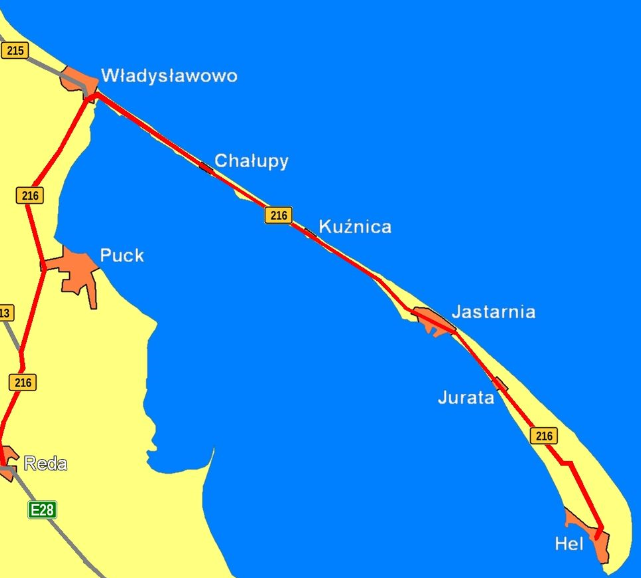 215
Władysławowo
Chałupy
216
216
Kuźnica
Puck
13
Jastarnia
216
Jurata
216
Reda
E28
Hel